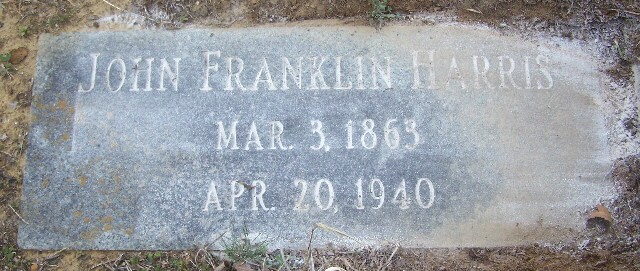 JOHN FRANKLIN HARRIS
MAR. 3, 1863
APR. 20, 1940